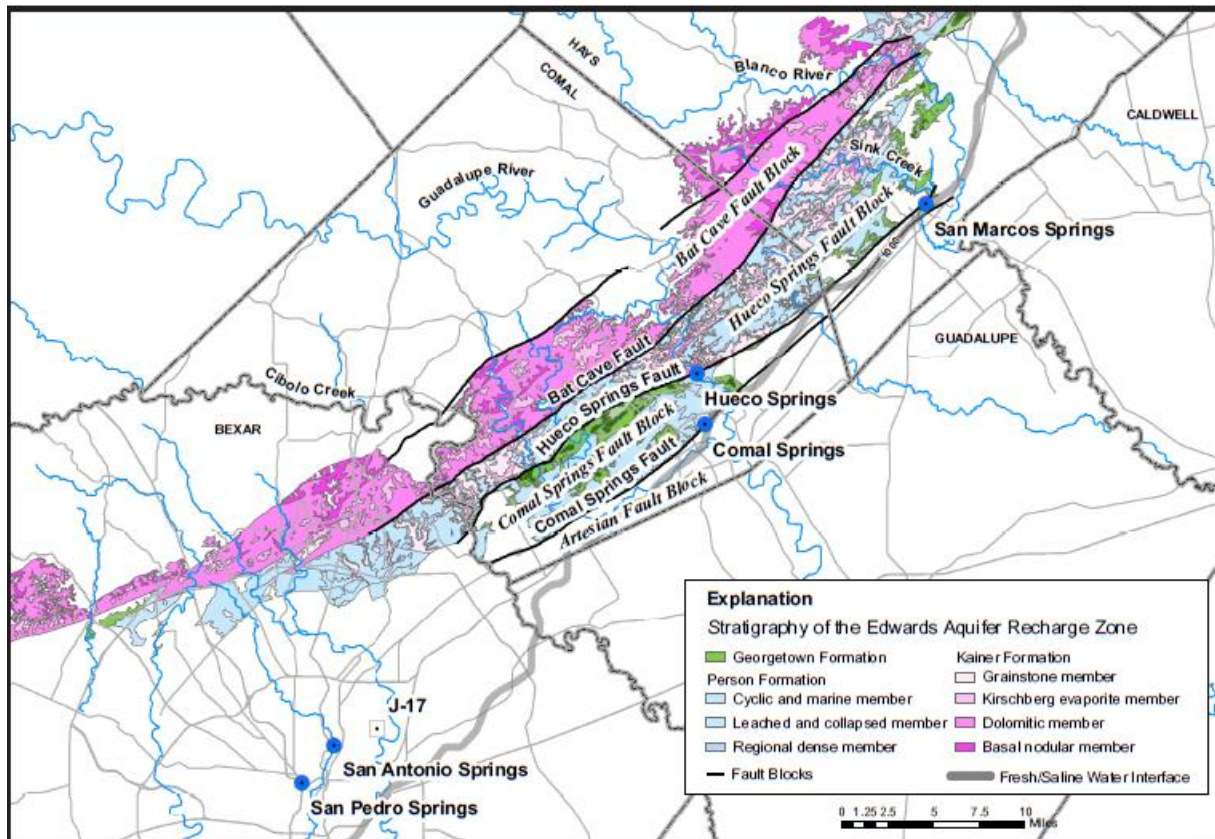 HAYS
COMAL
Blanco River
CALDWELL
Guadalupe River
Sink Creek
Bat Cave Fault Block
San Marcos Springs
Hueco Springs Fault Block
1000
GUADALUPE
Bat Cave Fault
Cibolo Creek
Hueco Springs Fault
Hueco Springs
BEXAR
Comal Springs
Comal Springs Fault Block
Comal Springs Fault
Artesian Fault Block
J-17
San Antonio Springs
San Pedro Springs
Explanation
Stratigraphy of the Edwards Aquifer Recharge Zone
Georgetown Formation
Person Formation
Cyclic and marine member
Leached and collapsed member
Regional dense member
Fault Blocks
Kainer Formation
Grainstone member
Kirschberg evaporite member
Dolomitic member
Basal nodular member
Fresh/Saline Water Interface
0 1.25 2.5 5 7.5 10
Miles